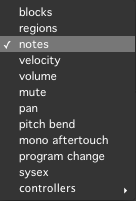 blocks
regions
✓ notes
velocity
volume
mute
pan
pitch bend
mono aftertouch
program change
sysex
controllers